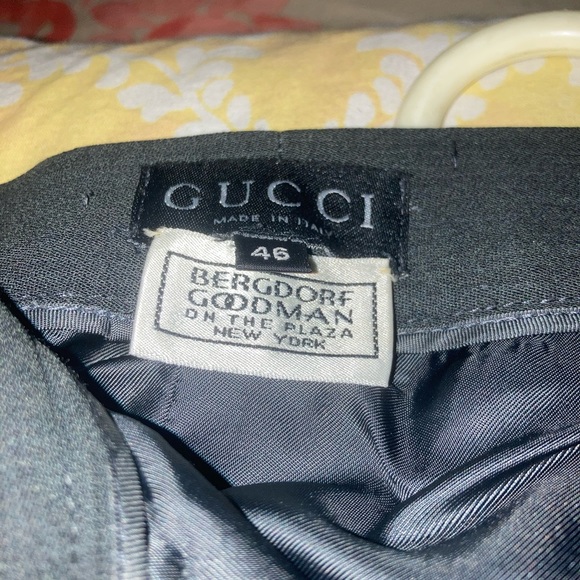 GUCCI
MADE IN ITALY
46
BERGDORF
GOODMAN
ON THE PLAZA
NEW YORK